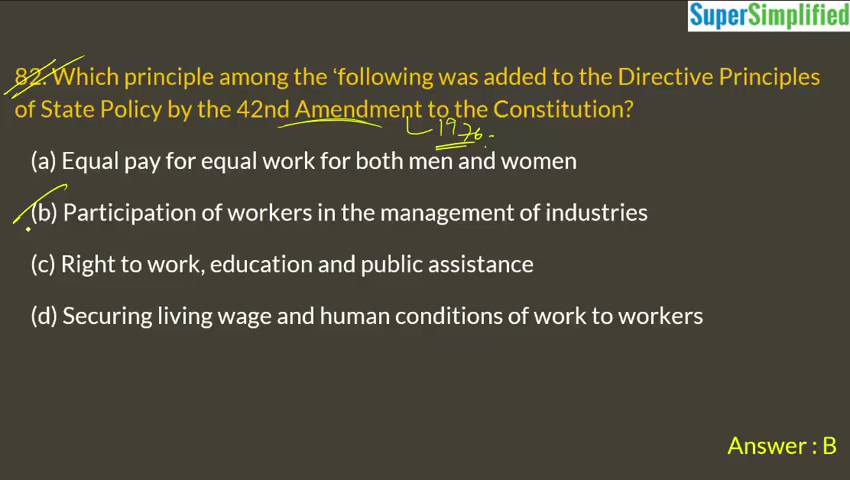 SuperSimplified
82. Which principle among the ‘following was added to the Directive Principles
of State Policy by the 42nd Amendment to the Constitution?
1976
(a) Equal pay for equal work for both men and women
(b) Participation of workers in the management of industries
(c) Right to work, education and public assistance
(d) Securing living wage and human conditions of work to workers
Answer : B